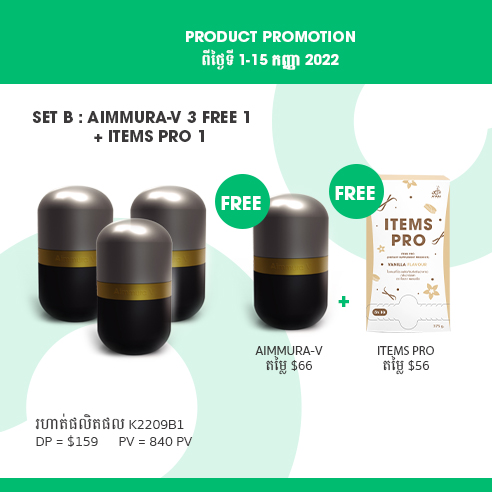 PRODUCT PROMOTION
ពីថ្ងៃទី 1-15 កញ្ញា 2022
SET B : AIMMURA-V 3 FREE 1
+ ITEMS PRO 1
FREE
FREE
ITEMS
PRO
VANILLA FLAVOUR
+
AIMMURA-V
តម្លៃ $66
ITEMS PRO
តម្លៃ $56
រហាត់ផលិតផល K2209B1
DP = $159 PV = 840 PV